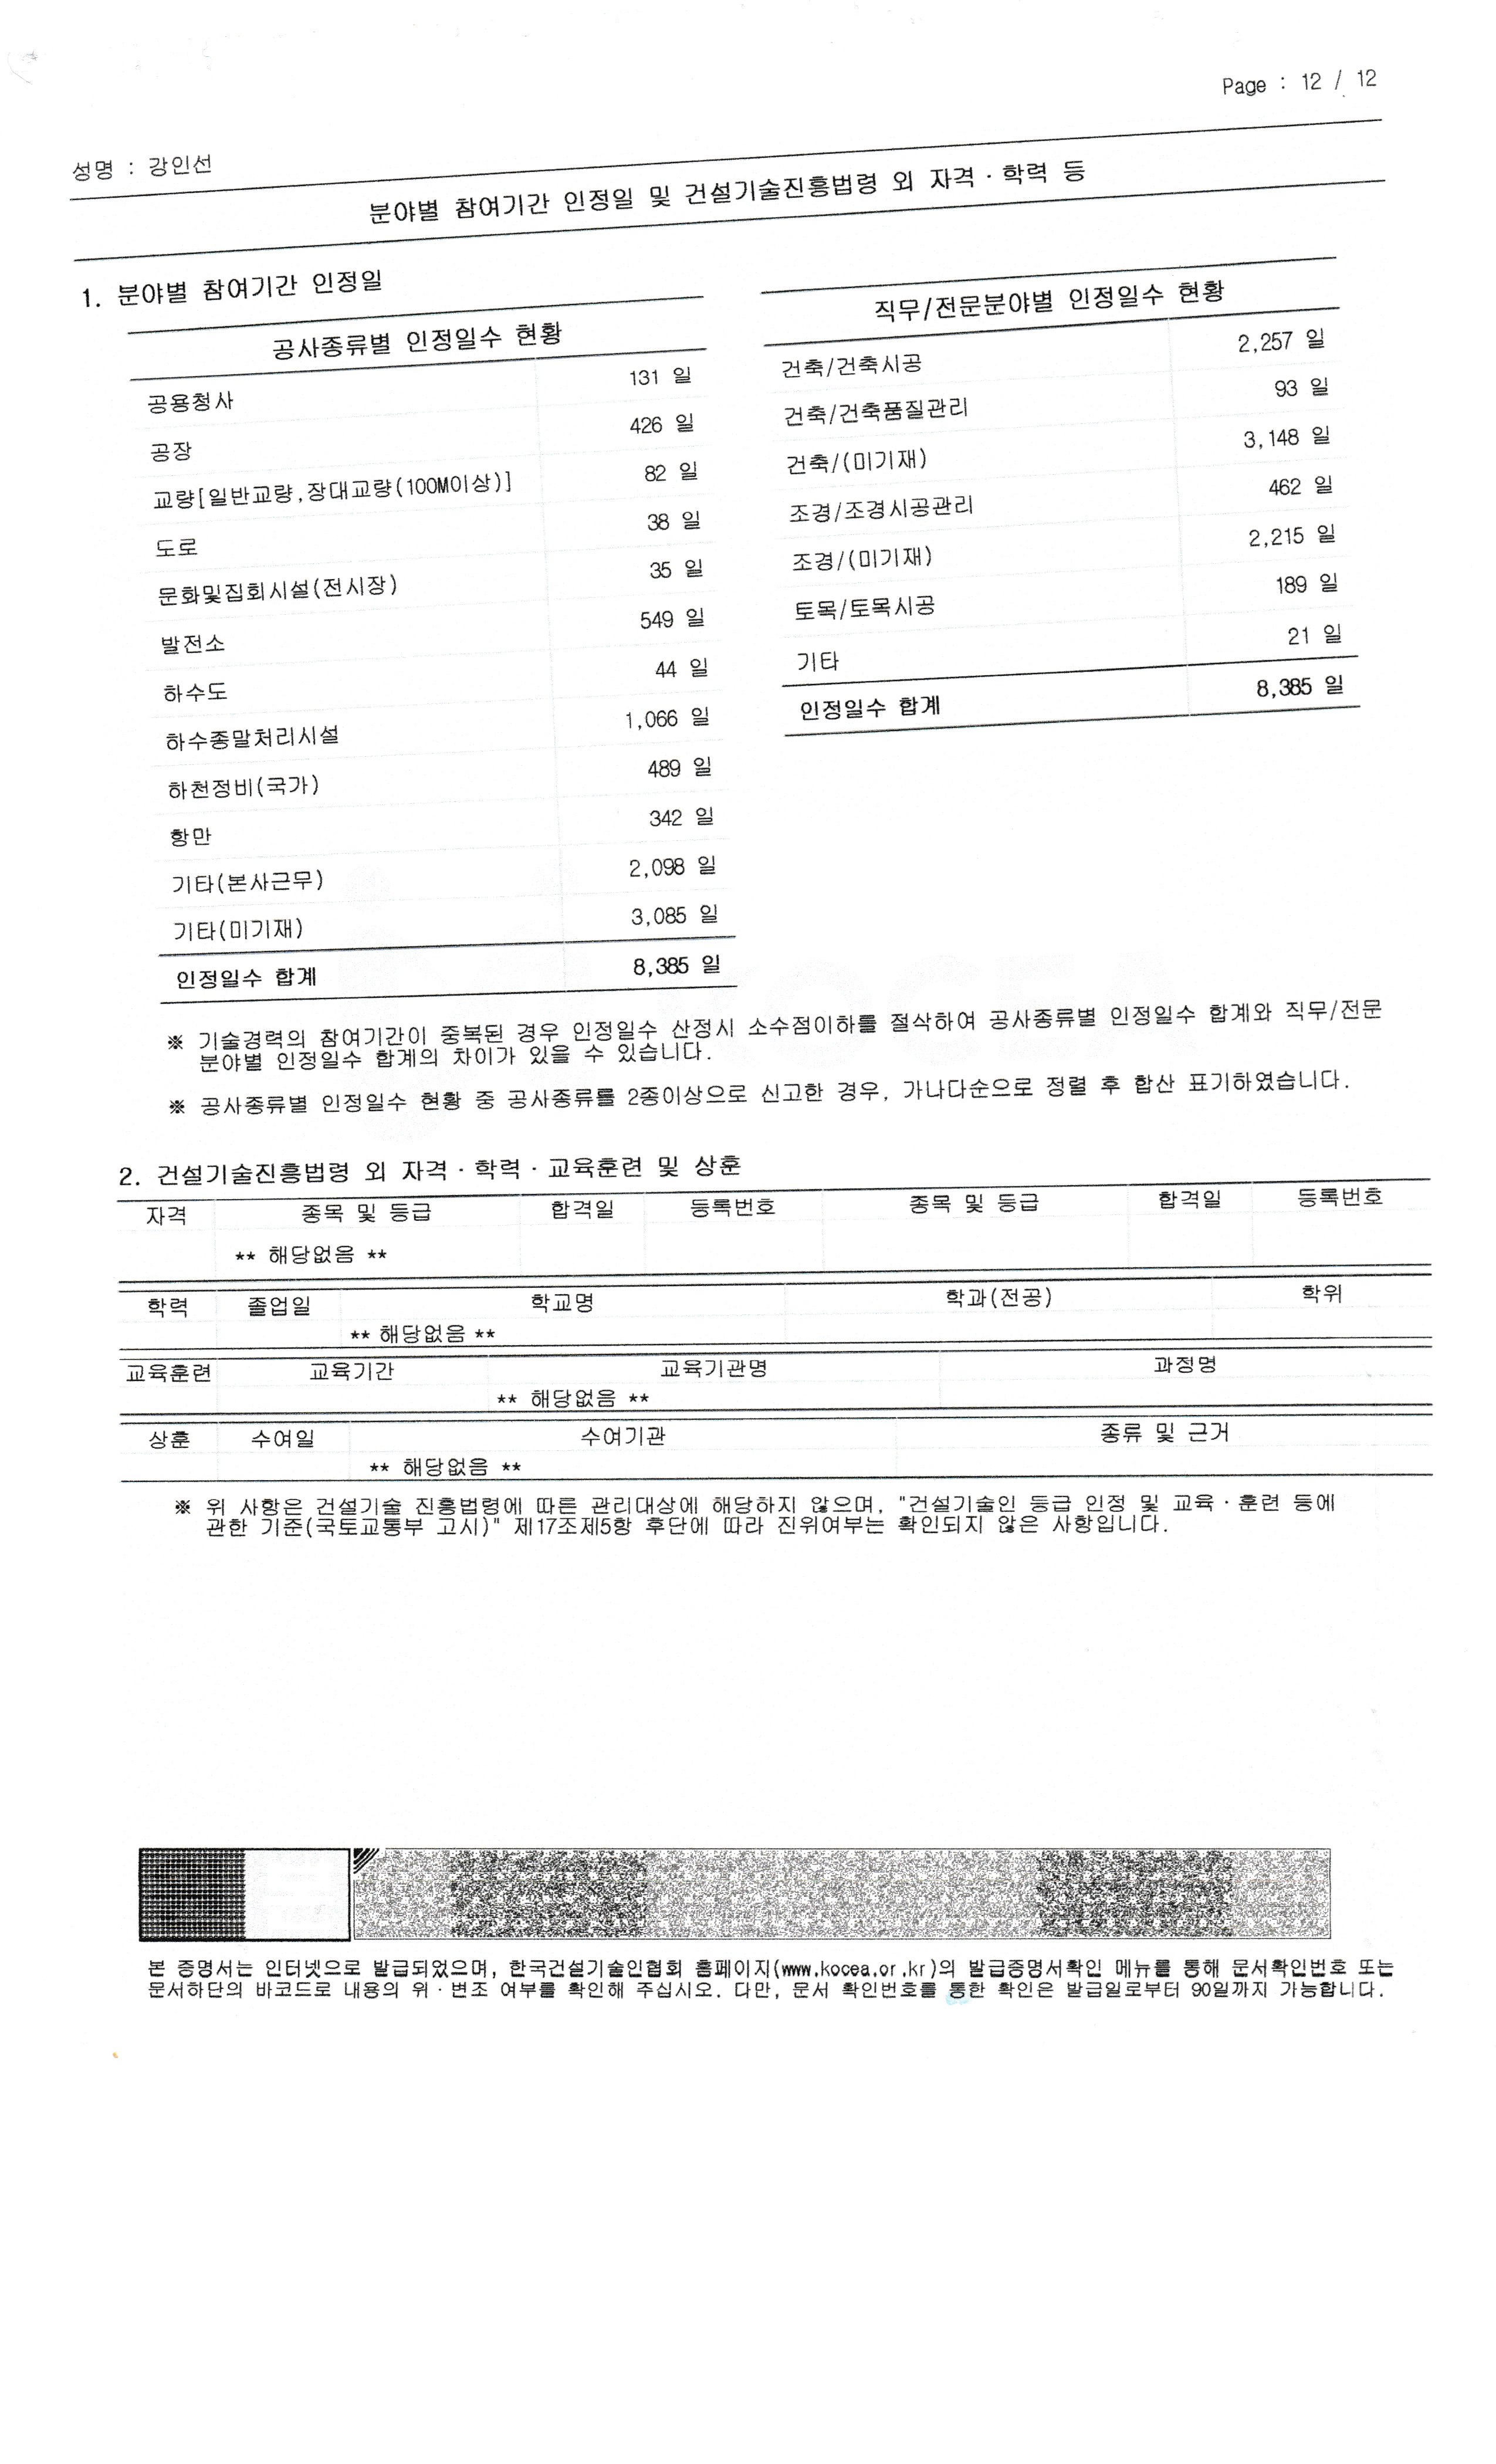 Page : 12 / 12
성명 : 강인선
분야별 참여기간 인정일 및 건설기술진흥법령 외 자격·학력 등
1. 분야별 참여기간 인정일
공사종류별 인정일수 현황
공용청사 131 일
공장 426 일
교량[일반교량,장대교량(100M이상)] 82 일
도로 38 일
문화및집회시설(전시장) 35 일
발전소 549 일
하수도 44 일
하수종말처리시설 1,066 일
하천정비(국가) 489 일
항만 342 일
기타(본사근무) 2,098 일
기타(미기재) 3,085 일
인정일수 합계 8,385 일
직무/전문분야별 인정일수 현황
건축/건축시공 2,257 일
건축/건축품질관리 93 일
건축/(미기재) 3,148 일
조경/조경시공관리 462 일
조경/(미기재) 2,215 일
토목/토목시공 189 일
기타 21 일
인정일수 합계 8,385 일
※ 기술경력의 참여기간이 중복된 경우 인정일수 산정시 소수점이하를 절삭하여 공사종류별 인정일수 합계와 직무/전문
분야별 인정일수 합계의 차이가 있을 수 있습니다.
※ 공사종류별 인정일수 현황 중 공사종류를 2종이상으로 신고한 경우, 가나다순으로 정렬 후 합산 표기하였습니다.
2. 건설기술진흥법령 외 자격·학력·교육훈련 및 상훈
자격 종목 및 등급 합격일 등록번호 종목 및 등급 합격일 등록번호
** 해당없음 **
학력 졸업일 학교명 학과(전공) 학위
** 해당없음 **
교육훈련 교육기간 교육기관명 과정명
** 해당없음 **
상훈 수여일 수여기관 종류 및 근거
** 해당없음 **
※ 위 사항은 건설기술 진흥법령에 따른 관리대상에 해당하지 않으며, "건설기술인 등급 인정 및 교육·훈련 등에
관한 기준(국토교통부 고시)" 제17조제5항 후단에 따라 진위여부는 확인되지 않은 사항입니다.
본 증명서는 인터넷으로 발급되었으며, 한국건설기술인협회 홈페이지(www.kocea.or.kr)의 발급증명서확인 메뉴를 통해 문서확인번호 또는
문서하단의 바코드로 내용의 위·변조 여부를 확인해 주십시오. 다만, 문서 확인번호를 통한 확인은 발급일로부터 90일까지 가능합니다.